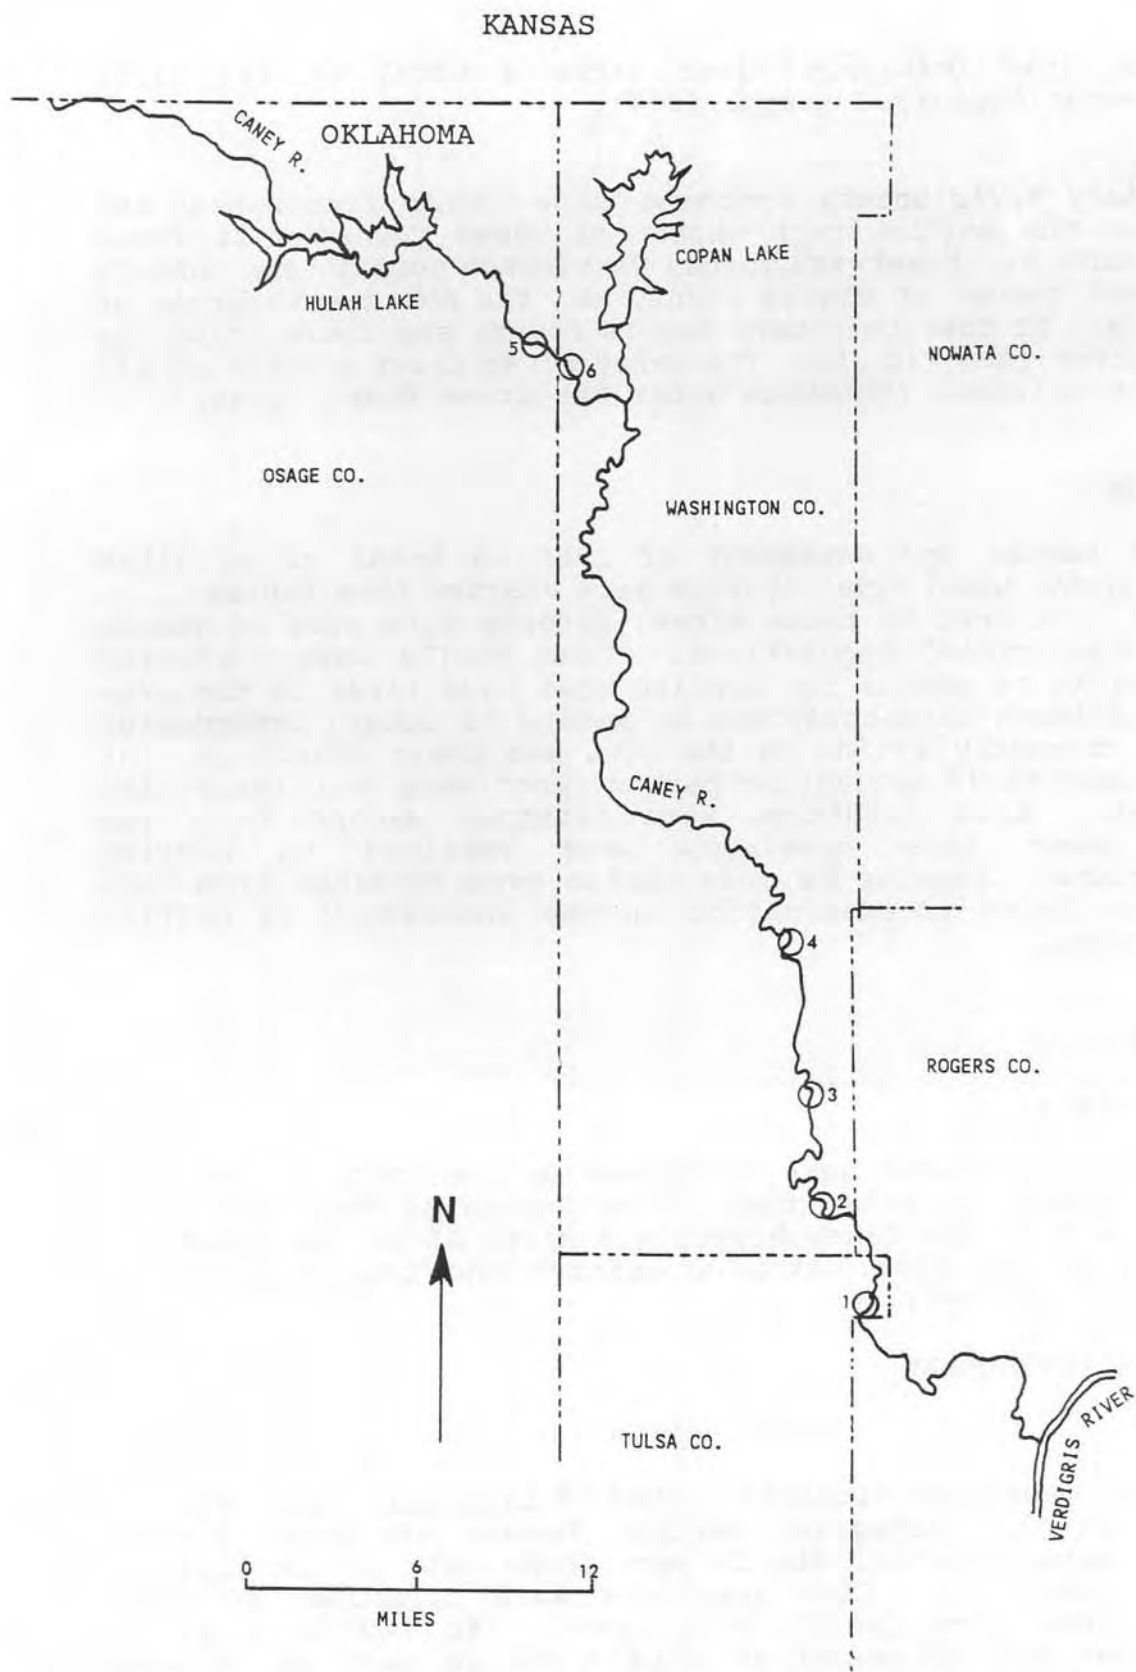 KANSAS
CANEY R.
OKLAHOMA
COPAN LAKE
HULAH LAKE
5
6
NOWATA CO.
OSAGE CO.
WASHINGTON CO.
CANEY R.
4
3
ROGERS CO.
2
N
1
TULSA CO.
VERDIGRIS RIVER
0 6 12
MILES